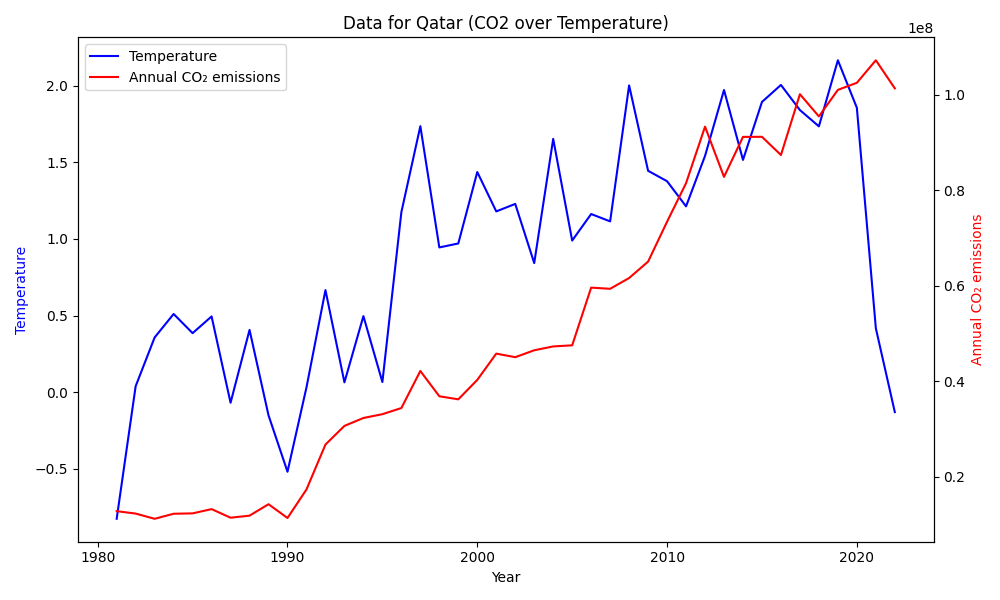 Data for Qatar (CO2 over Temperature)
1e8
Temperature
Annual CO₂ emissions
2.0
1.5
1.0
0.5
0.0
−0.5
Temperature
1.0
0.8
0.6
0.4
0.2
Annual CO₂ emissions
1980 1990 2000 2010 2020
Year